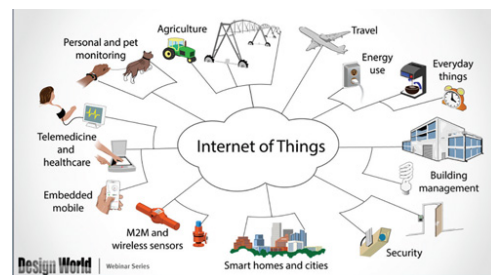 Agriculture
Travel
Personal and pet
monitoring
Energy
use
Everyday
things
Telemedicine
and
healthcare
Internet of Things
Building
management
Embedded
mobile
M2M and
wireless sensors
Smart homes and cities
Security
Design World | Webinar Series